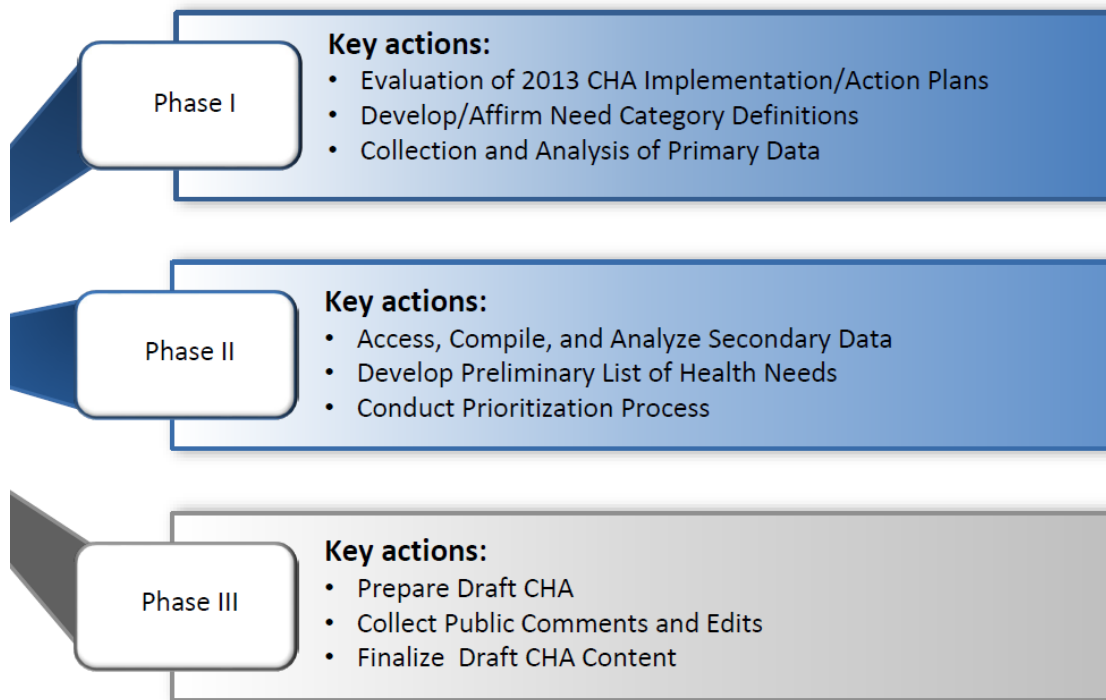 Phase I
Key actions:
• Evaluation of 2013 CHA Implementation/Action Plans
• Develop/Affirm Need Category Definitions
• Collection and Analysis of Primary Data
Phase II
Key actions:
• Access, Compile, and Analyze Secondary Data
• Develop Preliminary List of Health Needs
• Conduct Prioritization Process
Phase III
Key actions:
• Prepare Draft CHA
• Collect Public Comments and Edits
• Finalize  Draft CHA Content